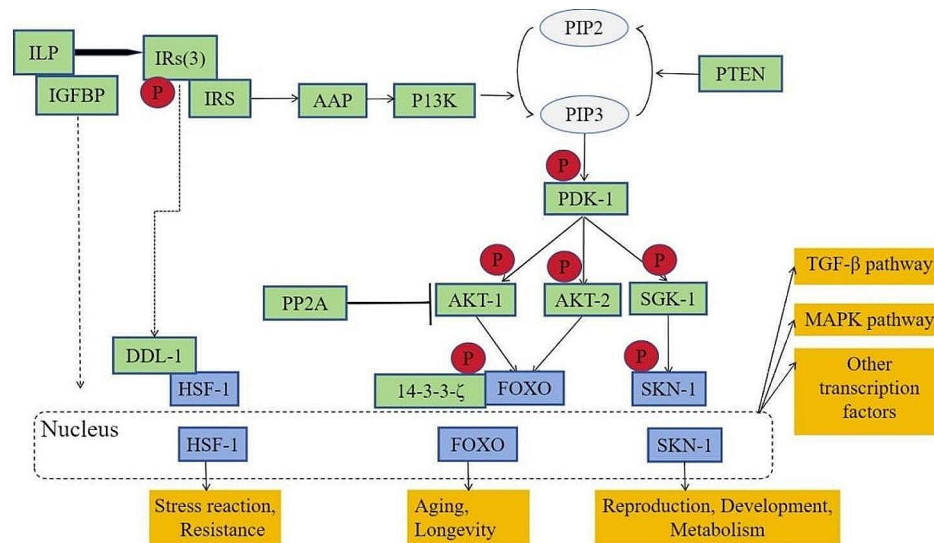 PIP2
ILP
IRs(3)
PTEN
IGFBP
P
IRS
AAP
P13K
PIP3
P
PDK-1
P
P
P
TGF-β pathway
PP2A
AKT-1
AKT-2
SGK-1
MAPK pathway
DDL-1
P
P
Other
transcription
factors
HSF-1
14-3-3-ζ
FOXO
SKN-1
Nucleus
HSF-1
FOXO
SKN-1
Stress reaction,
Resistance
Aging,
Longevity
Reproduction, Development,
Metabolism